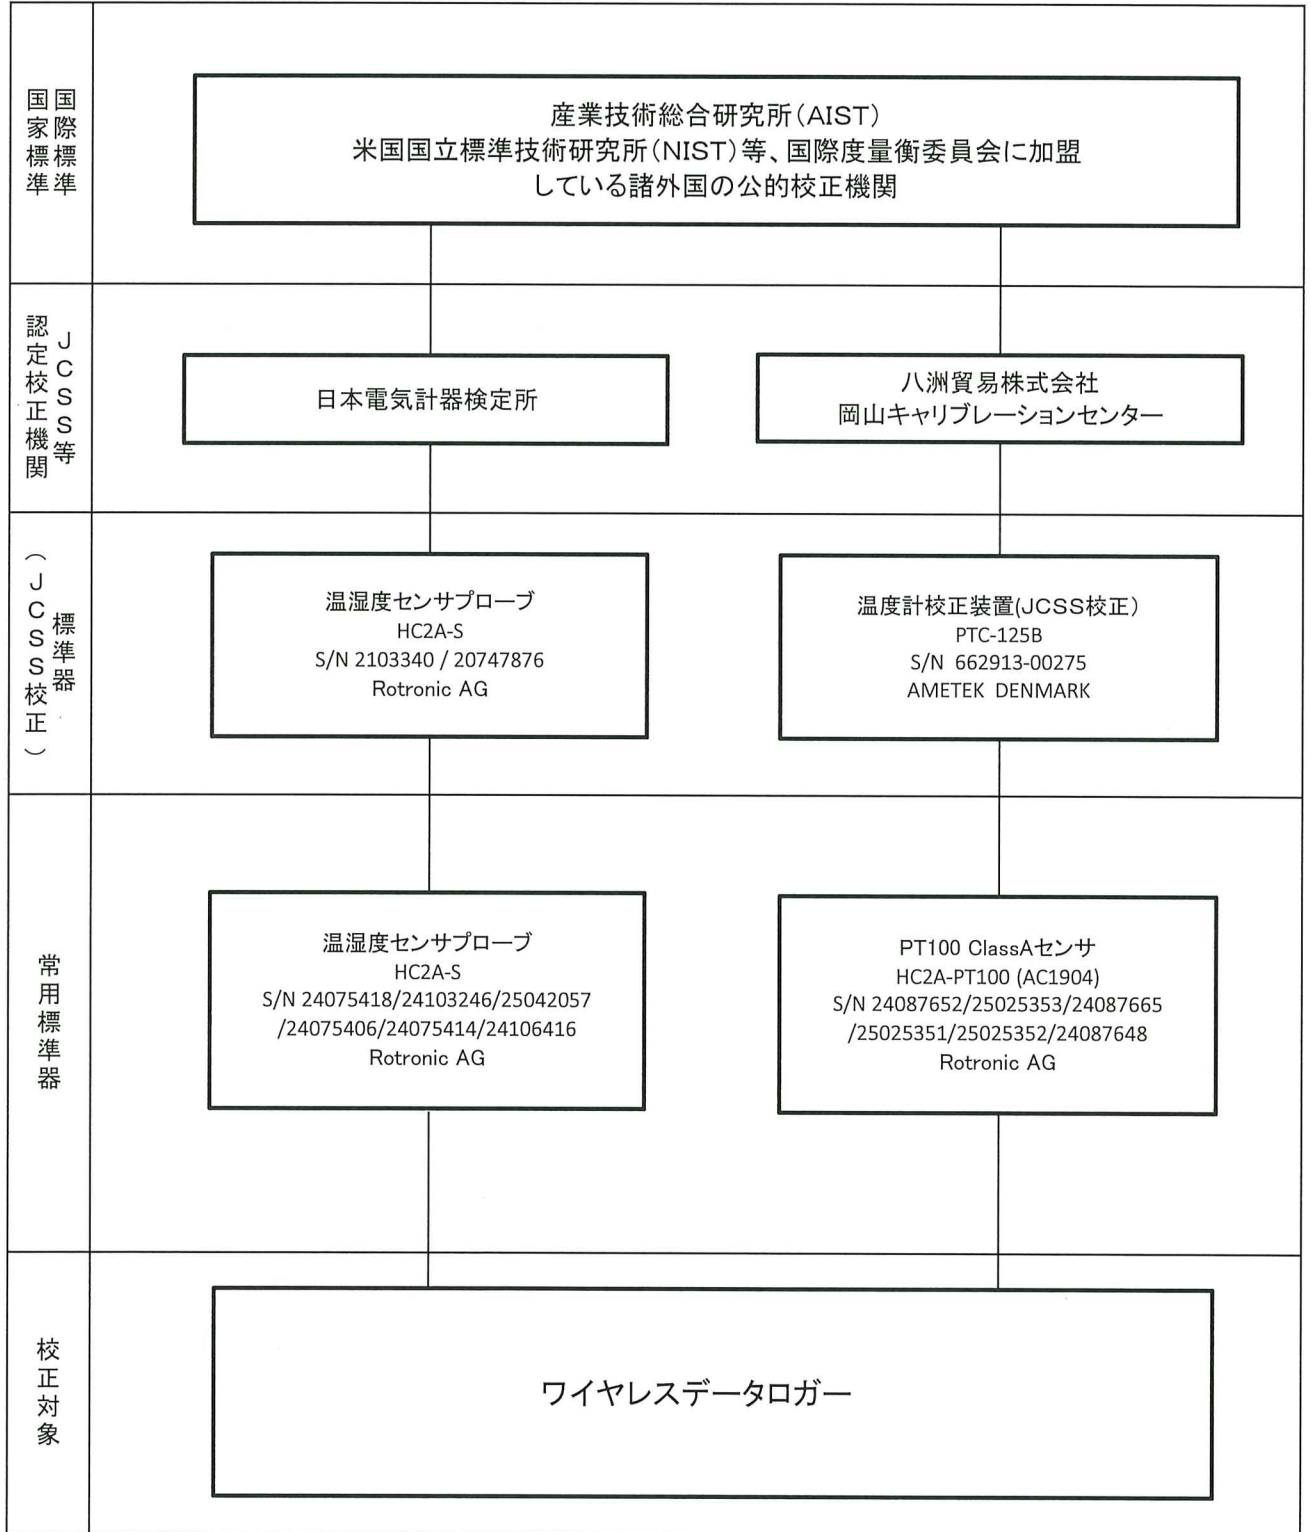 国際標準
国家標準
産業技術総合研究所(AIST)
米国国立標準技術研究所(NIST)等、国際度量衡委員会に加盟
している諸外国の公的校正機関
JCSS等
認定校正機関
日本電気計器検定所
八洲貿易株式会社
岡山キャリブレーションセンター
標準器
(JCSS校正)
温湿度センサプローブ
HC2A-S
S/N 2103340 / 20747876
Rotronic AG
温度計校正装置(JCSS校正)
PTC-125B
S/N 662913-00275
AMETEK DENMARK
常用標準器
温湿度センサプローブ
HC2A-S
S/N 24075418/24103246/25042057
/24075406/24075414/24106416
Rotronic AG
PT100 ClassAセンサ
HC2A-PT100 (AC1904)
S/N 24087652/25025353/24087665
/25025351/25025352/24087648
Rotronic AG
校正対象
ワイヤレスデータロガー